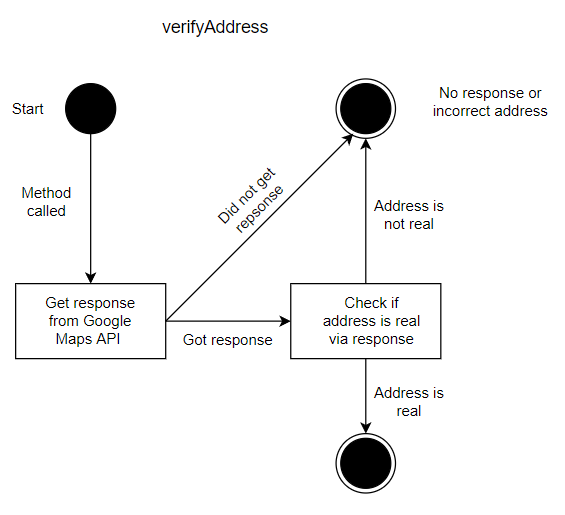 verifyAddress
Start
No response or
incorrect address
Method
called
Did not get
repsonse
Address is
not real
Get response
from Google
Maps API
Got response
Check if
address is real
via response
Address is
real